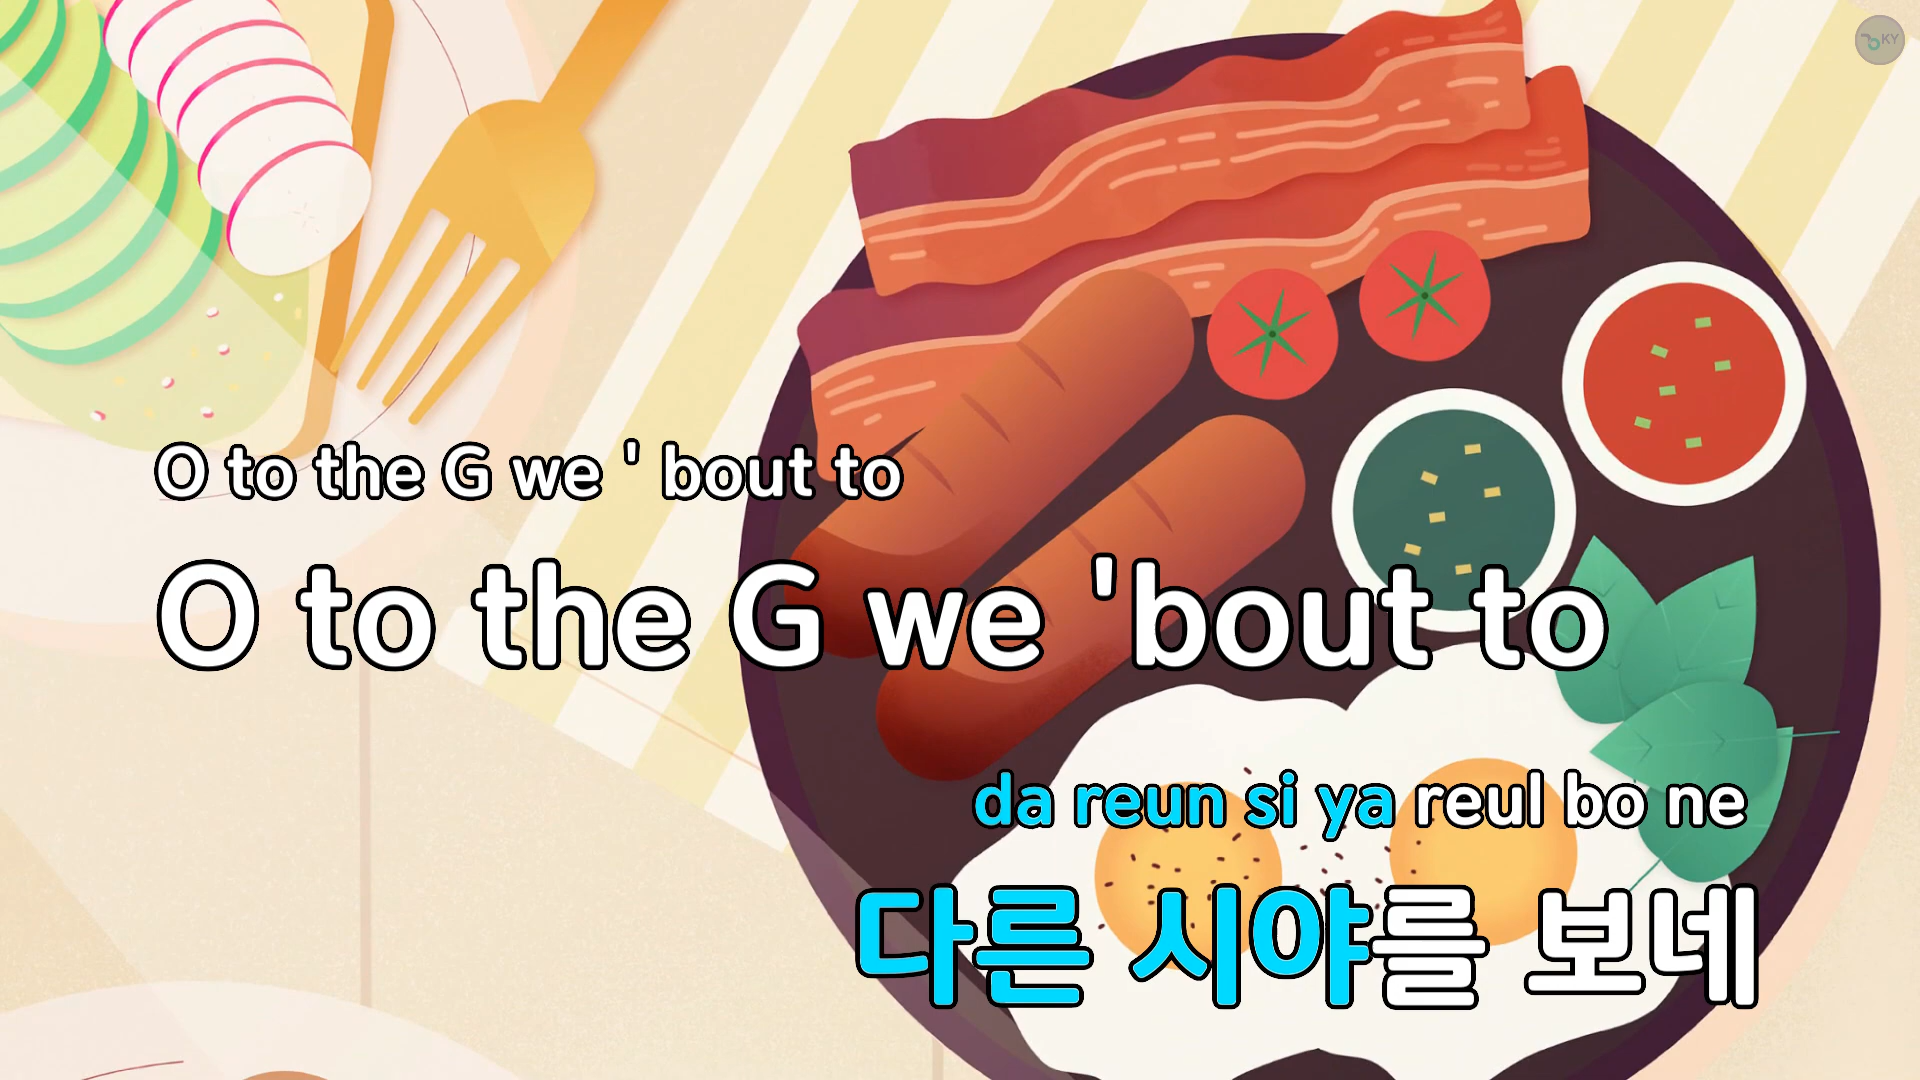 KY
O to the G we ' bout to
O to the G we 'bout to
da reun si ya reul bo ne
다른 시야를 보네